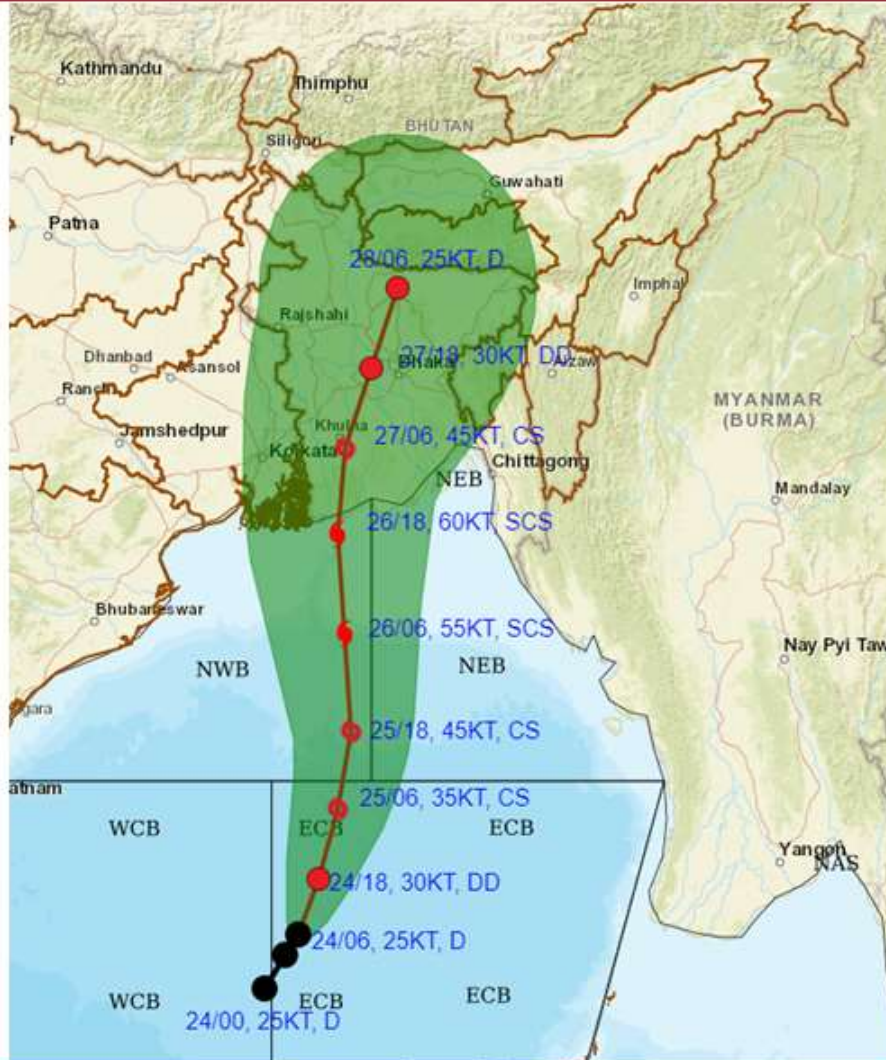 Kathmandu
Thimphu
BHUTAN
Siliguri
Guwahati
Patna
28/06, 25KT, D
Imphal
Rajshahi
Dhanbad
27/18, 30KT, DD
Dhaka
Aizaw
Asansol
Ranchi
MYANMAR
(BURMA)
Jamshedpur
Khulna
27/06, 45KT, CS
Kolkata
Chittagong
NEB
Mandalay
26/18, 60KT, SCS
Bhubaneswar
26/06, 55KT, SCS
Nay Pyi Taw
NWB
NEB
gara
25/18, 45KT, CS
atnam
25/06, 35KT, CS
WCB
ECB
ECB
Yangon
NAS
24/18, 30KT, DD
24/06, 25KT, D
WCB
ECB
ECB
24/00, 25KT, D